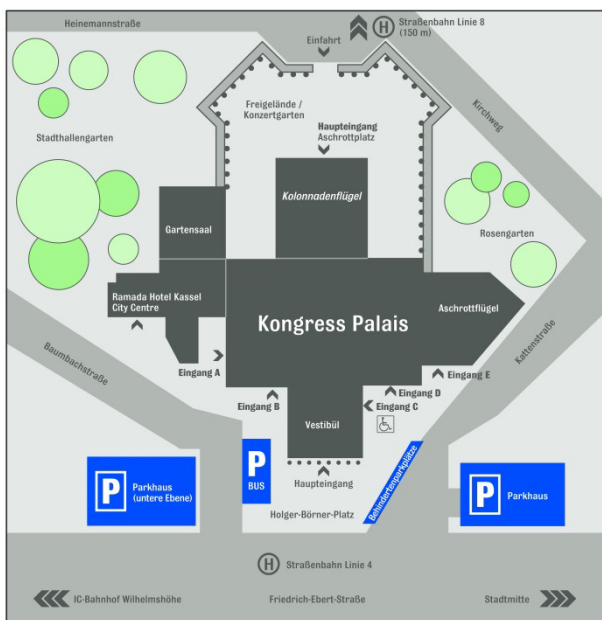 Heinemannstraße
H
Straßenbahn Linie 8
(150 m)
Einfahrt
Kirchweg
Freigelände /
Konzertgarten
Haupteingang
Aschrottplatz
Stadthallengarten
Kolonnadenflügel
Rosengarten
Gartensaal
Ramada Hotel Kassel
City Centre
Kongress Palais
Aschrottflügel
Baumbachstraße
Kattenstraße
Eingang A
Eingang E
Eingang B
Eingang D
Eingang C
Vestibül
P
Parkhaus
(untere Ebene)
P
BUS
Haupteingang
Behindertenparkplätze
P
Parkhaus
Holger-Börner-Platz
H
Straßenbahn Linie 4
IC-Bahnhof Wilhelmshöhe
Friedrich-Ebert-Straße
Stadtmitte